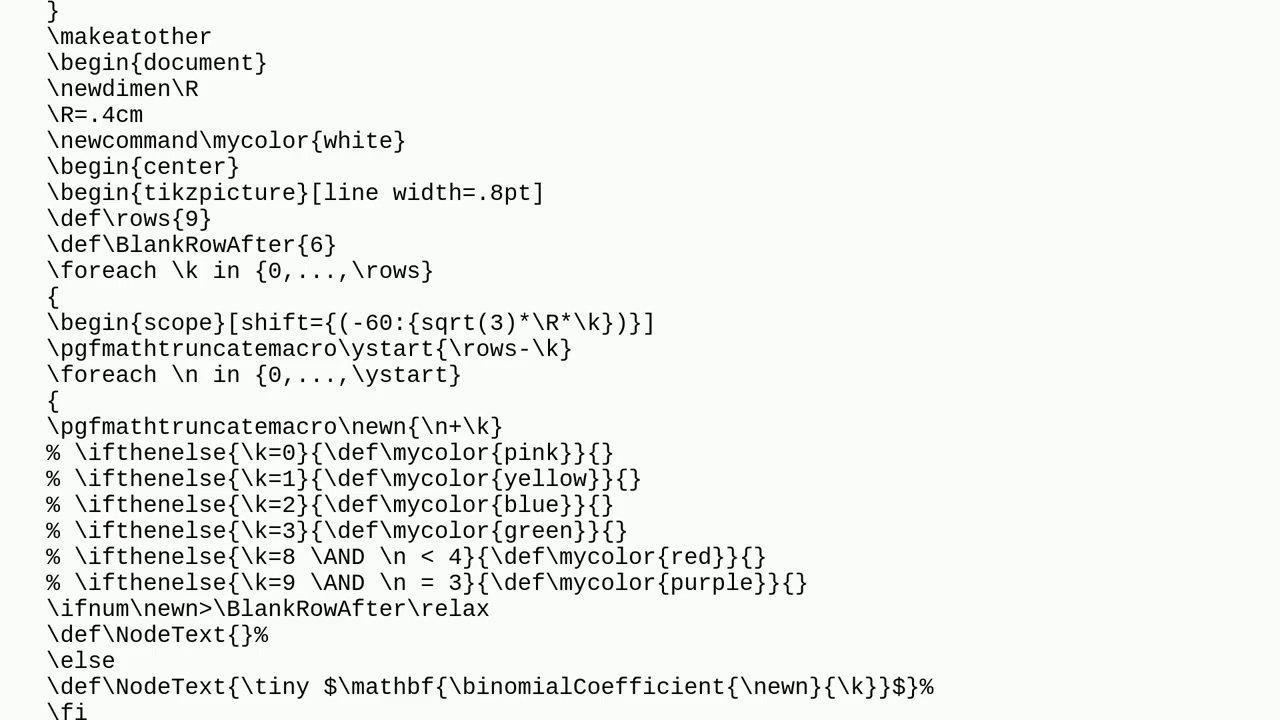 }
\makeatother
\begin{document}
\newdimen\R
\R=.4cm
\newcommand\mycolor{white}
\begin{center}
\begin{tikzpicture}[line width=.8pt]
\def\rows{9}
\def\BlankRowAfter{6}
\foreach \k in {0,...,\rows}
{
\begin{scope}[shift={(-60:{sqrt(3)*\R*\k})}]
\pgfmathtruncatemacro\ystart{\rows-\k}
\foreach \n in {0,...,\ystart}
{
\pgfmathtruncatemacro\newn{\n+\k}
% \ifthenelse{\k=0}{\def\mycolor{pink}}{}
% \ifthenelse{\k=1}{\def\mycolor{yellow}}{}
% \ifthenelse{\k=2}{\def\mycolor{blue}}{}
% \ifthenelse{\k=3}{\def\mycolor{green}}{}
% \ifthenelse{\k=8 \AND \n < 4}{\def\mycolor{red}}{}
% \ifthenelse{\k=9 \AND \n = 3}{\def\mycolor{purple}}{}
\ifnum\newn>\BlankRowAfter\relax
\def\NodeText{}%
\else
\def\NodeText{\tiny $\mathbf{\binomialCoefficient{\newn}{\k}}$}%
\fi